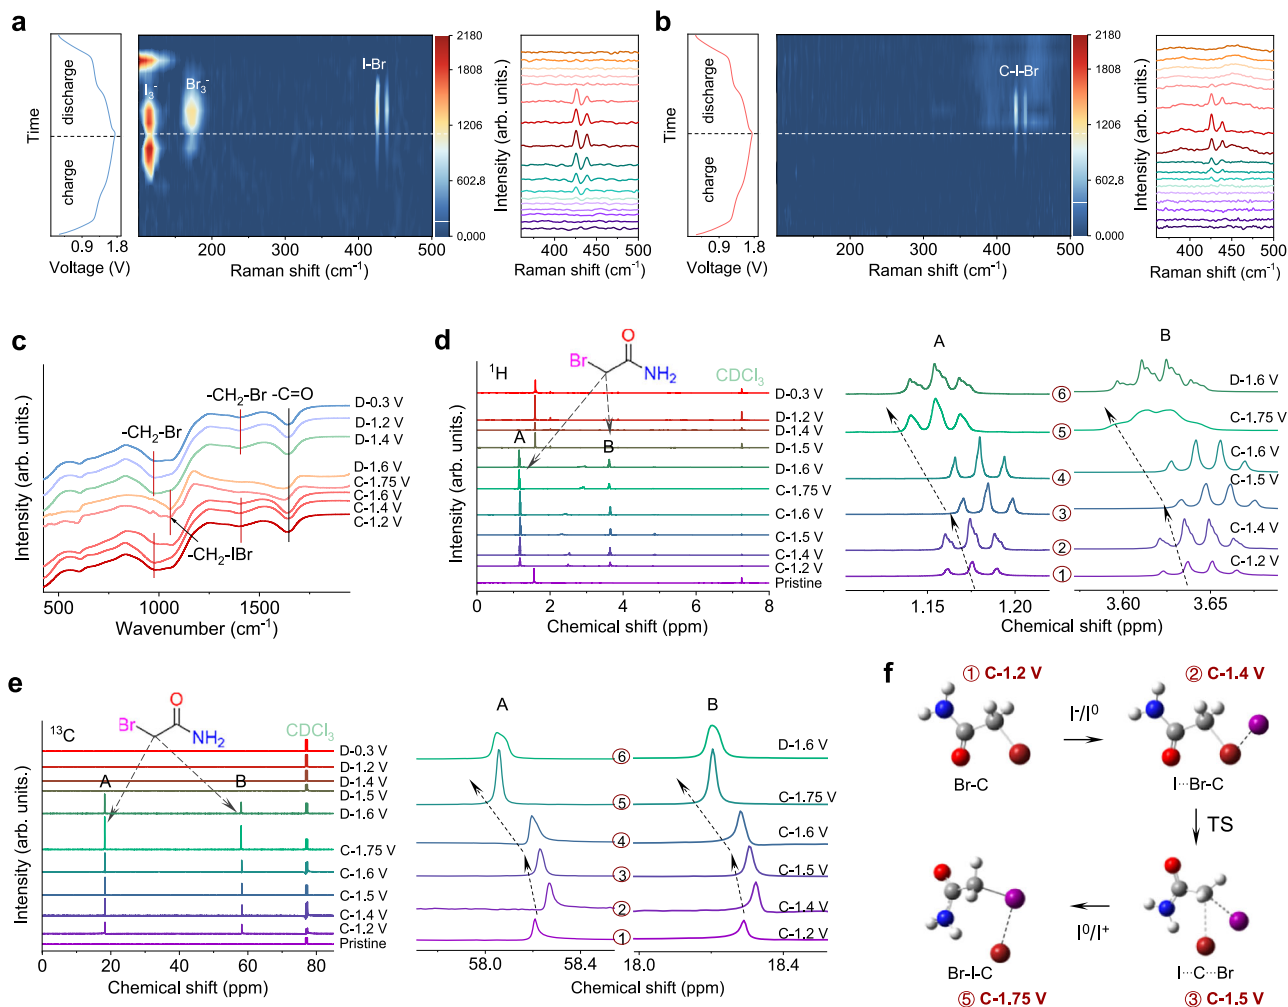 a
Time
charge
discharge
0.9
1.8
Voltage (V)
I₃⁻
Br₃⁻
I-Br
200
300
400
500
Raman shift (cm⁻¹)
2180
1808
1206
602.8
0.000
Intensity (arb. units.)
400
450
500
Raman shift (cm⁻¹)
b
Time
charge
discharge
0.9
1.8
Voltage (V)
C-I-Br
200
300
400
500
Raman shift (cm⁻¹)
2180
1808
1206
602.8
0.000
Intensity (arb. units.)
400
450
500
Raman shift (cm⁻¹)
c
Intensity (arb. units.)
-CH₂-Br
-CH₂-Br
-C=O
-CH₂-IBr
D-0.3 V
D-1.2 V
D-1.4 V
D-1.6 V
C-1.75 V
C-1.6 V
C-1.4 V
C-1.2 V
500
1000
1500
Wavenumber (cm⁻¹)
d
Intensity (arb. units.)
¹H
Br
O
NH₂
CDCl₃
A
B
D-0.3 V
D-1.2 V
D-1.4 V
D-1.5 V
D-1.6 V
C-1.75 V
C-1.6 V
C-1.5 V
C-1.4 V
C-1.2 V
Pristine
0
2
4
6
8
Chemical shift (ppm)
A
B
⑥
⑤
④
③
②
①
D-1.6 V
C-1.75 V
C-1.6 V
C-1.5 V
C-1.4 V
C-1.2 V
1.15
1.20
Chemical shift (ppm)
3.60
3.65
Chemical shift (ppm)
e
Intensity (arb. units.)
¹³C
Br
O
NH₂
CDCl₃
A
B
D-0.3 V
D-1.2 V
D-1.4 V
D-1.5 V
D-1.6 V
C-1.75 V
C-1.6 V
C-1.5 V
C-1.4 V
C-1.2 V
Pristine
0
20
40
60
80
Chemical shift (ppm)
A
B
⑥
⑤
④
③
②
①
D-1.6 V
C-1.75 V
C-1.6 V
C-1.5 V
C-1.4 V
C-1.2 V
58.0
58.4
Chemical shift (ppm)
18.0
18.4
Chemical shift (ppm)
f
① C-1.2 V
② C-1.4 V
I⁻/I⁰
Br-C
I···Br-C
TS
I⁰/I⁺
Br-I-C
I···C···Br
⑤ C-1.75 V
③ C-1.5 V